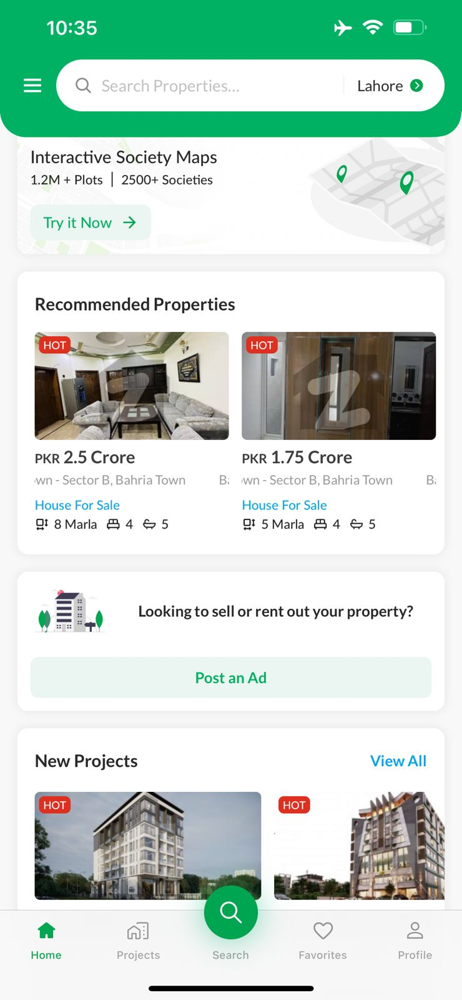 10:35
Search Properties...
Lahore
Interactive Society Maps
1.2M + Plots | 2500+ Societies
Try it Now
Recommended Properties
HOT
HOT
PKR 2.5 Crore
PKR 1.75 Crore
wn - Sector B, Bahria Town
wn - Sector B, Bahria Town
House For Sale
House For Sale
8 Marla 4 5
5 Marla 4 5
Looking to sell or rent out your property?
Post an Ad
New Projects
View All
HOT
HOT
Home
Projects
Search
Favorites
Profile